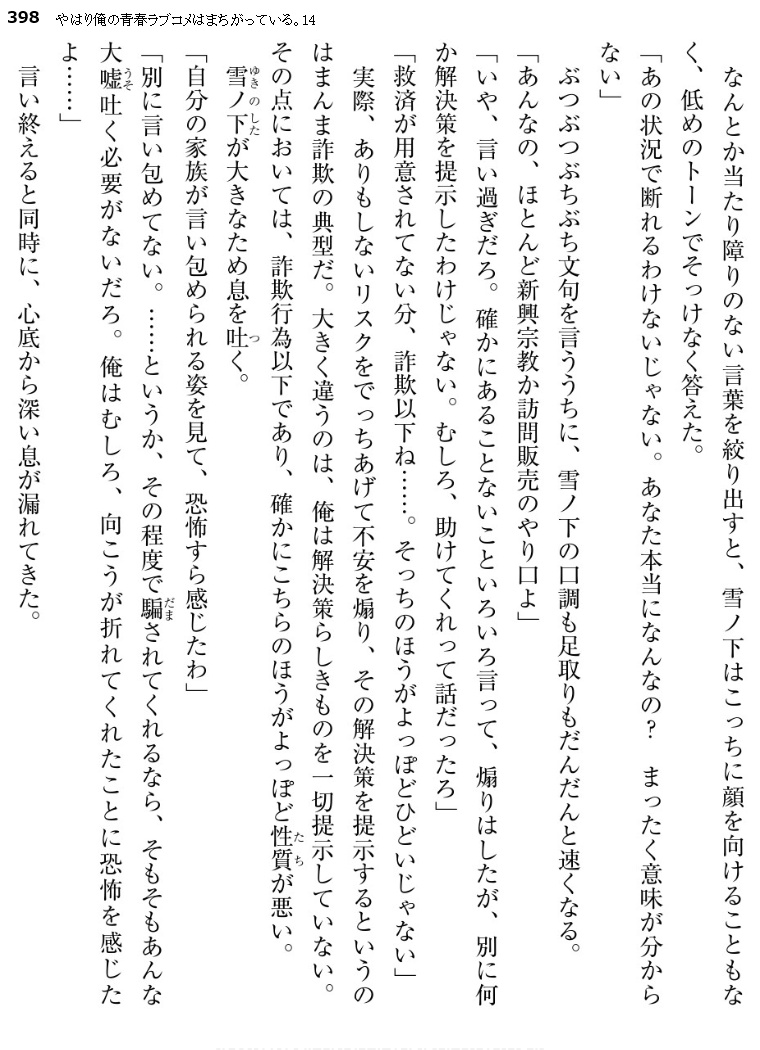 398 やはり俺の青春ラブコメはまちがっている。14
なんとか当たり障りのない言葉を絞り出すと、雪ノ下はこっちに顔を向けることもな
く、低めのトーンでそっけなく答えた。
「あの状況で断れるわけないじゃない。あなた本当になんなの？　まったく意味が分から
ない」
ぶつぶつぶちぶち文句を言ううちに、雪ノ下の口調も足取りもだんだんと速くなる。
「あんなの、ほとんど新興宗教か訪問販売のやり口よ」
「いや、言い過ぎだろ。確かにあることないこといろいろ言って、煽りはしたが、別に何
か解決策を提示したわけじゃない。むしろ、助けてくれって話だったろ」
「救済が用意されてない分、詐欺以下ね……。そっちのほうがよっぽどひどいじゃない」
実際、ありもしないリスクをでっちあげて不安を煽り、その解決策を提示するというの
はまんま詐欺の典型だ。大きく違うのは、俺は解決策らしきものを一切提示していない。
その点においては、詐欺行為以下であり、確かにこちらのほうがよっぽど性質たちが悪い。
雪ノ下ゆきのしたが大きなため息を吐つく。
「自分の家族が言い包められる姿を見て、恐怖すら感じたわ」
「別に言い包めてない。……というか、その程度で騙だまされてくれるなら、そもそもあんな
大嘘うそ吐く必要がないだろ。俺はむしろ、向こうが折れてくれたことに恐怖を感じた
よ……」
言い終えると同時に、心底から深い息が漏れてきた。